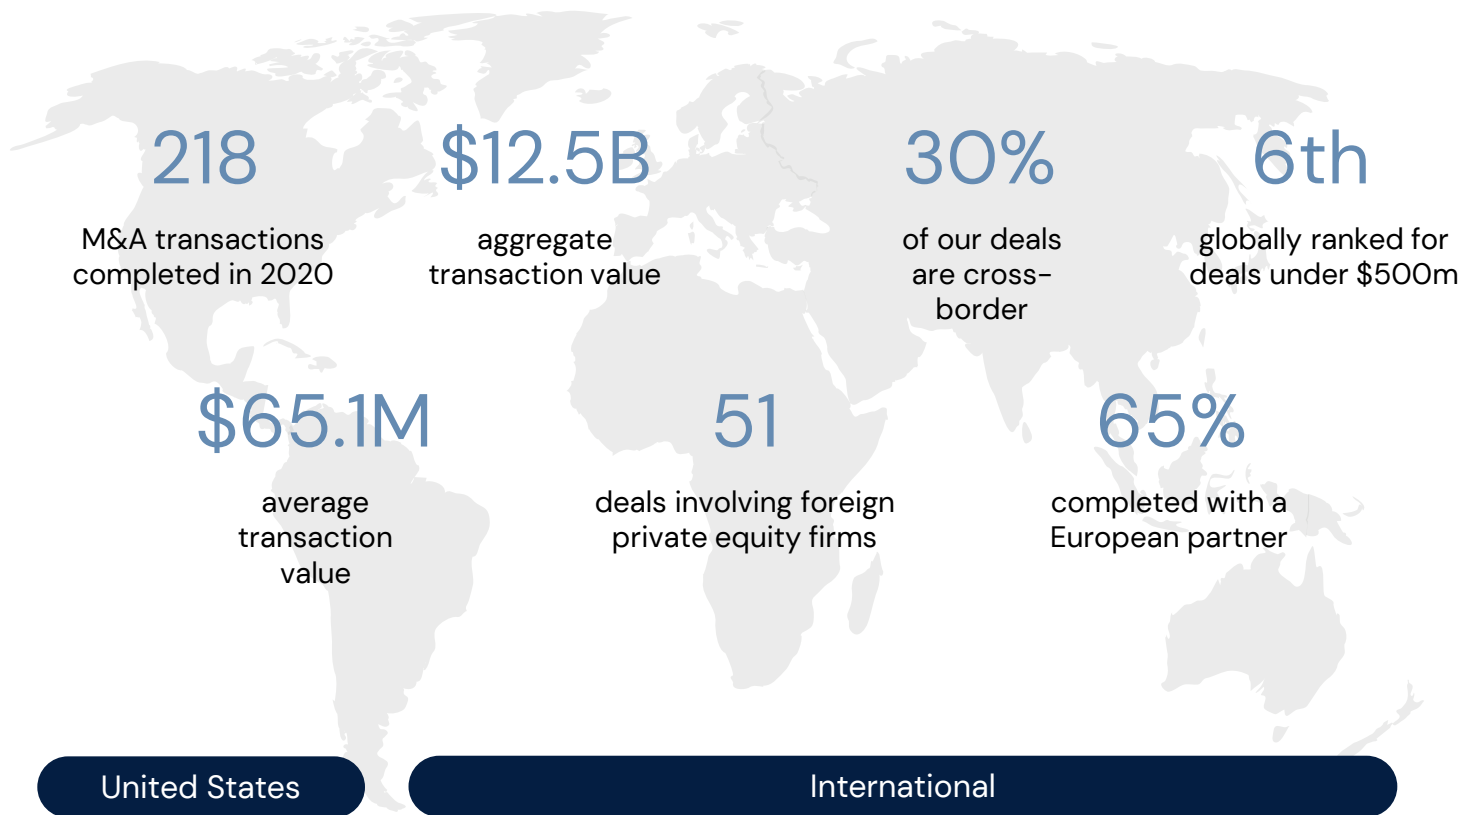 218
M&A transactions
completed in 2020
$12.5B
aggregate
transaction value
30%
of our deals
are cross-
border
6th
globally ranked for
deals under $500m
$65.1M
average
transaction
value
51
deals involving foreign
private equity firms
65%
completed with a
European partner
United States
International